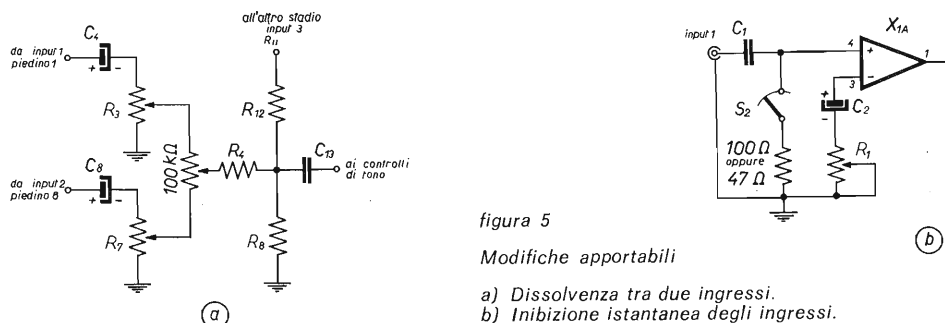 all'altro stadio
input 3
R11
C4
da input 1
piedino 1
+ -
R3
R12
C8
da input 2
piedino 8
+ -
R7
100 kΩ
R4
C13
ai controlli
di tono
R8
a
input 1
C1
S2
100 Ω
oppure
47 Ω
X1A
4
+
3
-
1
+
-
C2
R1
b
figura 5
Modifiche apportabili
a) Dissolvenza tra due ingressi.
b) Inibizione istantanea degli ingressi.